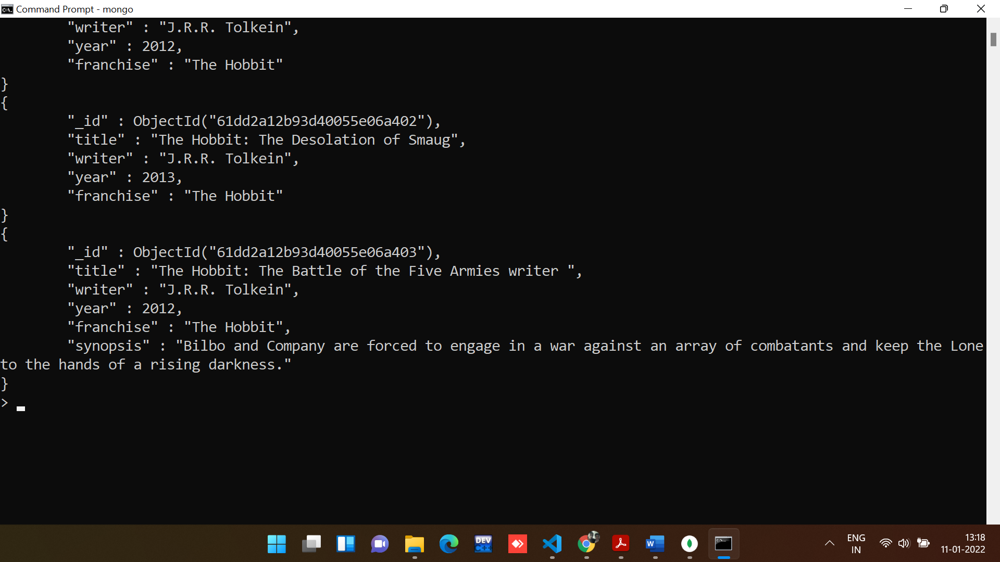 Command Prompt - mongo
"writer" : "J.R.R. Tolkein",
"year" : 2012,
"franchise" : "The Hobbit"
}
{
"_id" : ObjectId("61dd2a12b93d40055e06a402"),
"title" : "The Hobbit: The Desolation of Smaug",
"writer" : "J.R.R. Tolkein",
"year" : 2013,
"franchise" : "The Hobbit"
}
{
"_id" : ObjectId("61dd2a12b93d40055e06a403"),
"title" : "The Hobbit: The Battle of the Five Armies writer ",
"writer" : "J.R.R. Tolkein",
"year" : 2012,
"franchise" : "The Hobbit",
"synopsis" : "Bilbo and Company are forced to engage in a war against an array of combatants and keep the Lone
to the hands of a rising darkness."
}
>
DEV
C++
W
ENG
IN
13:18
11-01-2022